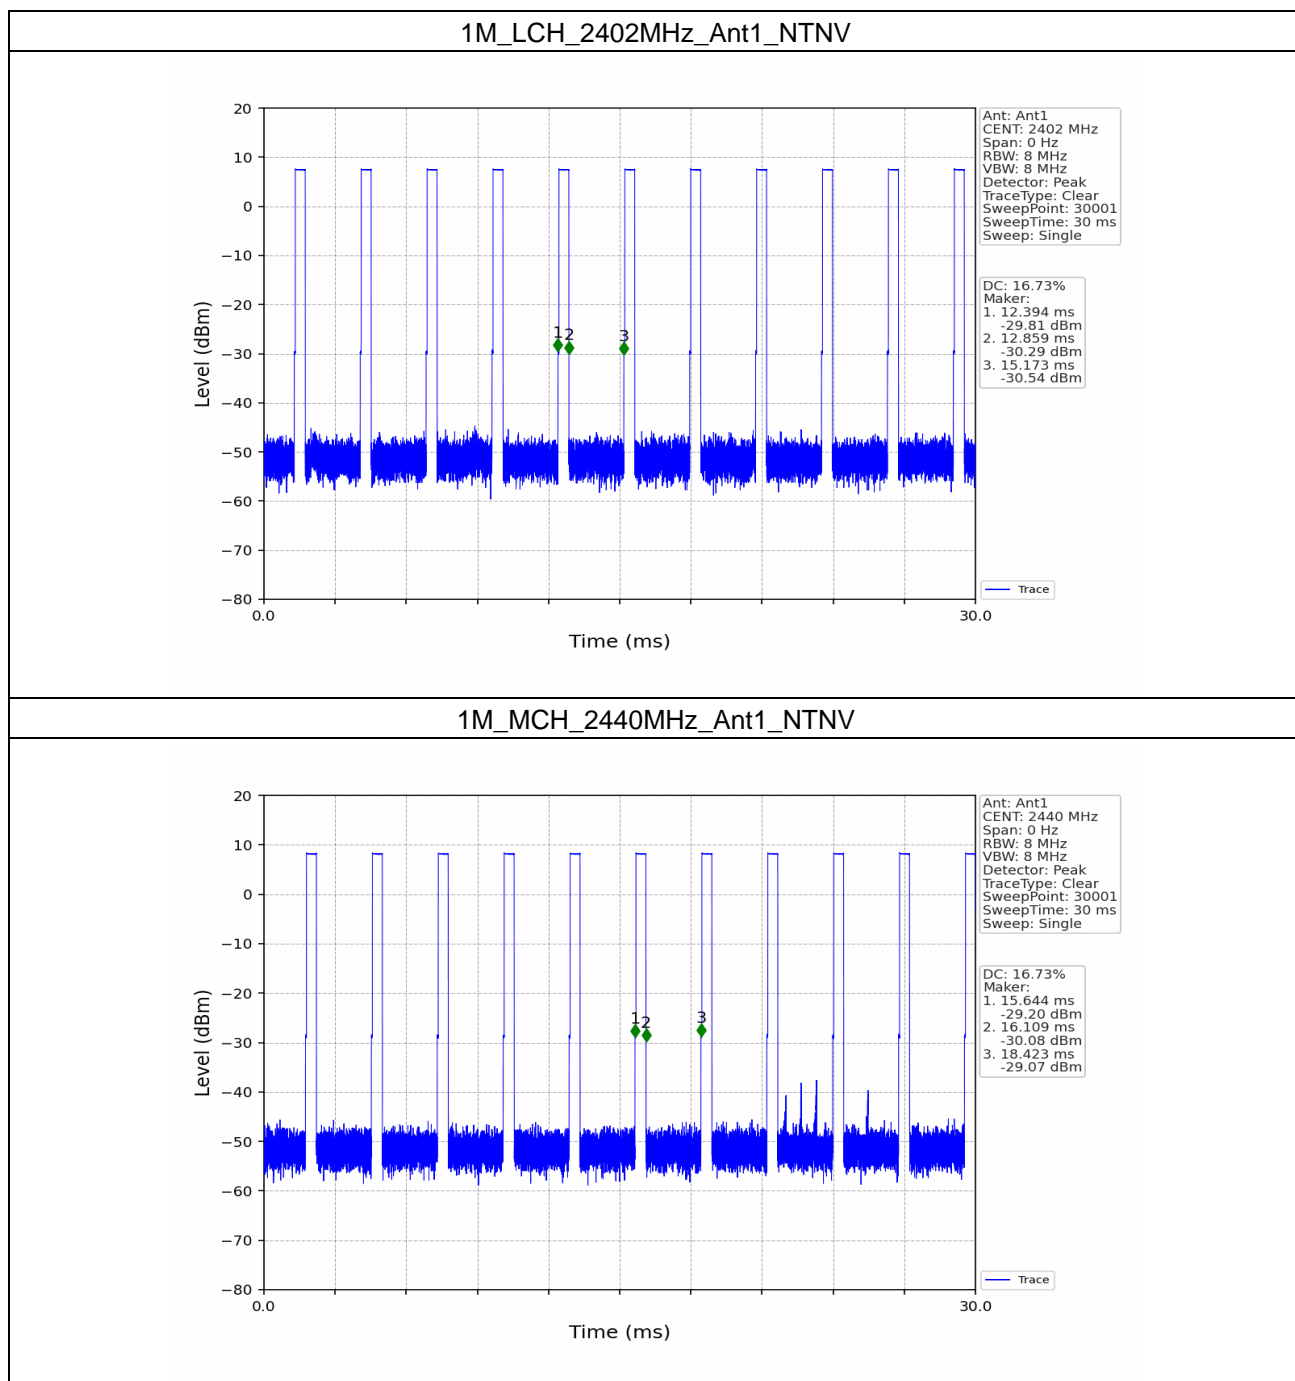 1M_LCH_2402MHz_Ant1_NTNV
20
10
0
−10
−20
−30
−40
−50
−60
−70
−80
Level (dBm)
0.0
30.0
Time (ms)
1
2
3
Ant: Ant1
CENT: 2402 MHz
Span: 0 Hz
RBW: 8 MHz
VBW: 8 MHz
Detector: Peak
TraceType: Clear
SweepPoint: 30001
SweepTime: 30 ms
Sweep: Single
DC: 16.73%
Maker:
1. 12.394 ms
-29.81 dBm
2. 12.859 ms
-30.29 dBm
3. 15.173 ms
-30.54 dBm
Trace
1M_MCH_2440MHz_Ant1_NTNV
20
10
0
−10
−20
−30
−40
−50
−60
−70
−80
Level (dBm)
0.0
30.0
Time (ms)
1
2
3
Ant: Ant1
CENT: 2440 MHz
Span: 0 Hz
RBW: 8 MHz
VBW: 8 MHz
Detector: Peak
TraceType: Clear
SweepPoint: 30001
SweepTime: 30 ms
Sweep: Single
DC: 16.73%
Maker:
1. 15.644 ms
-29.20 dBm
2. 16.109 ms
-30.08 dBm
3. 18.423 ms
-29.07 dBm
Trace